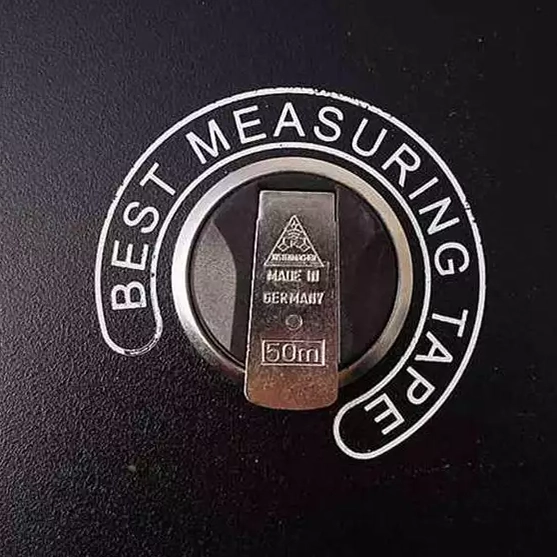 BEST MEASURING TAPE
MADE IN
GERMANY
50m